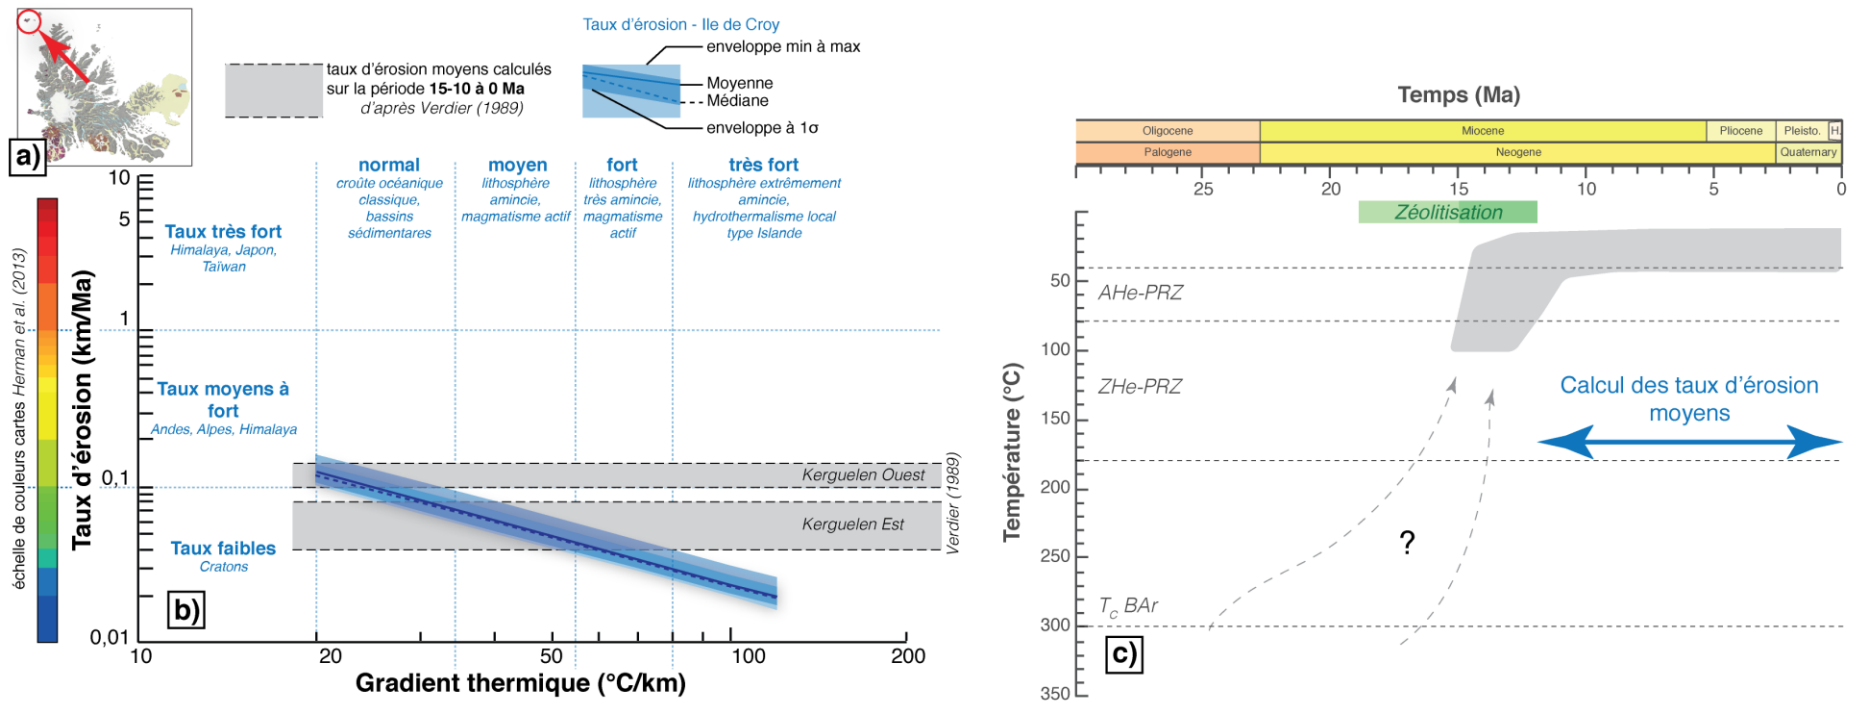 a)
taux d'érosion moyens calculés
sur la période 15-10 à 0 Ma
d'après Verdier (1989)
Taux d'érosion - Ile de Croy
enveloppe min à max
Moyenne
Médiane
enveloppe à 1σ
normal
croûte océanique
classique,
bassins
sédimentares
moyen
lithosphère
amincie,
magmatisme actif
fort
lithosphère
très amincie,
magmatisme
actif
très fort
lithosphère extrêmement
amincie,
hydrothermalisme local
type Islande
échelle de couleurs cartes Herman et al. (2013)
Taux d'érosion (km/Ma)
10
5
1
0,1
0,01
Taux très fort
Himalaya, Japon,
Taïwan
Taux moyens à
fort
Andes, Alpes, Himalaya
Taux faibles
Cratons
Kerguelen Ouest
Kerguelen Est
Verdier (1989)
b)
10
20
50
100
200
Gradient thermique (°C/km)
Temps (Ma)
Oligocene
Miocene
Pliocene
Pleisto.
H.
Palogene
Neogene
Quaternary
25
20
15
10
5
0
Zéolitisation
Température (°C)
50
100
150
200
250
300
350
AHe-PRZ
ZHe-PRZ
Calcul des taux d'érosion
moyens
?
Tc BAr
c)